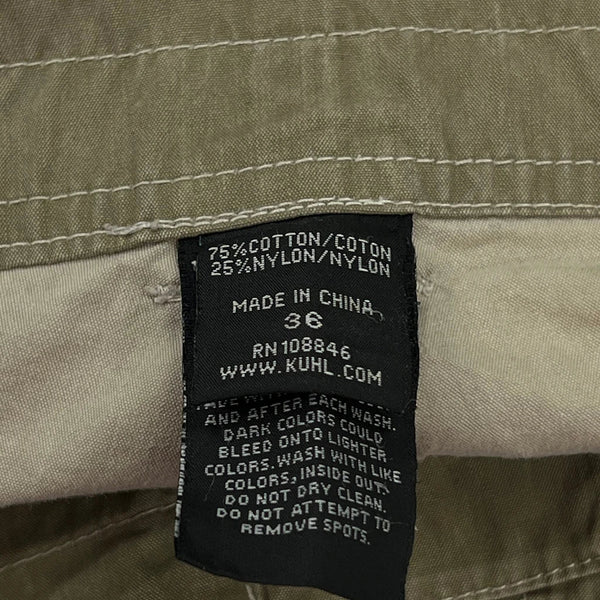 75%COTTON/COTON
25%NYLON/NYLON
MADE IN CHINA
36
RN108846
WWW.KUHL.COM
AND AFTER EACH WASH.
DARK COLORS COULD
BLEED ONTO LIGHTER
COLORS. WASH WITH LIKE
COLORS, INSIDE OUT.
DO NOT DRY CLEAN.
DO NOT ATTEMPT TO
REMOVE SPOTS.